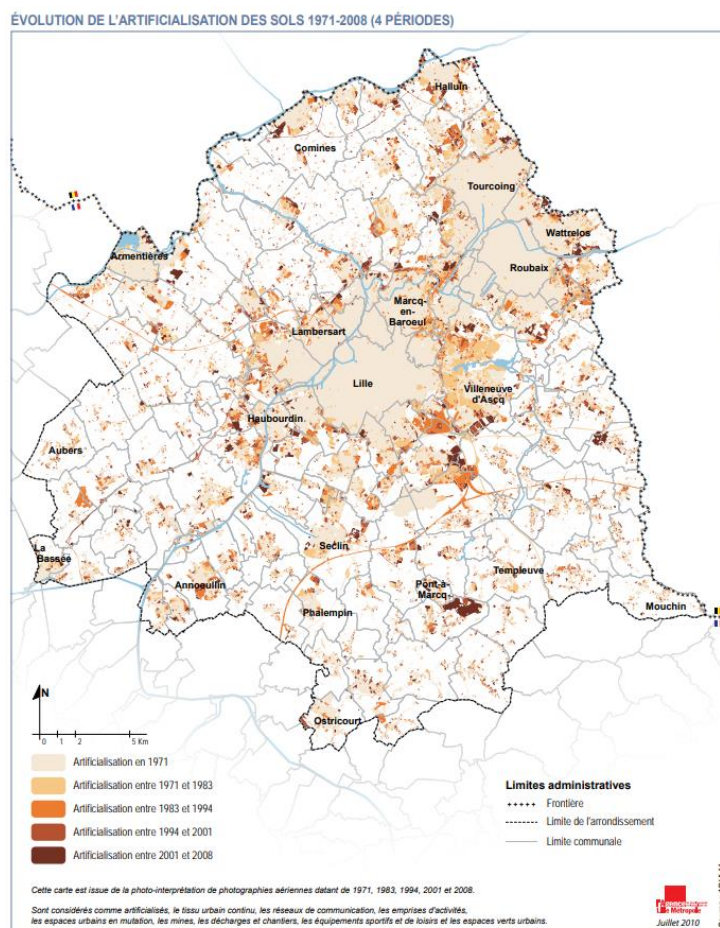 ÉVOLUTION DE L'ARTIFICIALISATION DES SOLS 1971-2008 (4 PÉRIODES)
Halluin
Comines
Tourcoing
Wattrelos
Armentières
Roubaix
Marcq-
en-
Baroeul
Lambersart
Lille
Villeneuve
d'Ascq
Haubourdin
Aubers
La
Bassée
Seclin
Annoeullin
Pont-à-
Marcq
Templeuve
Phalempin
Mouchin
Ostricourt
N
0 1 2 5 Km
Artificialisation en 1971
Artificialisation entre 1971 et 1983
Artificialisation entre 1983 et 1994
Artificialisation entre 1994 et 2001
Artificialisation entre 2001 et 2008
Limites administratives
Frontière
Limite de l'arrondissement
Limite communale
Cette carte est issue de la photo-interprétation de photographies aériennes datant de 1971, 1983, 1994, 2001 et 2008.
Sont considérés comme artificialisés, le tissu urbain continu, les réseaux de communication, les emprises d'activités,
les espaces urbains en mutation, les mines, les décharges et chantiers, les équipements sportifs et de loisirs et les espaces verts urbains.
Juillet 2010